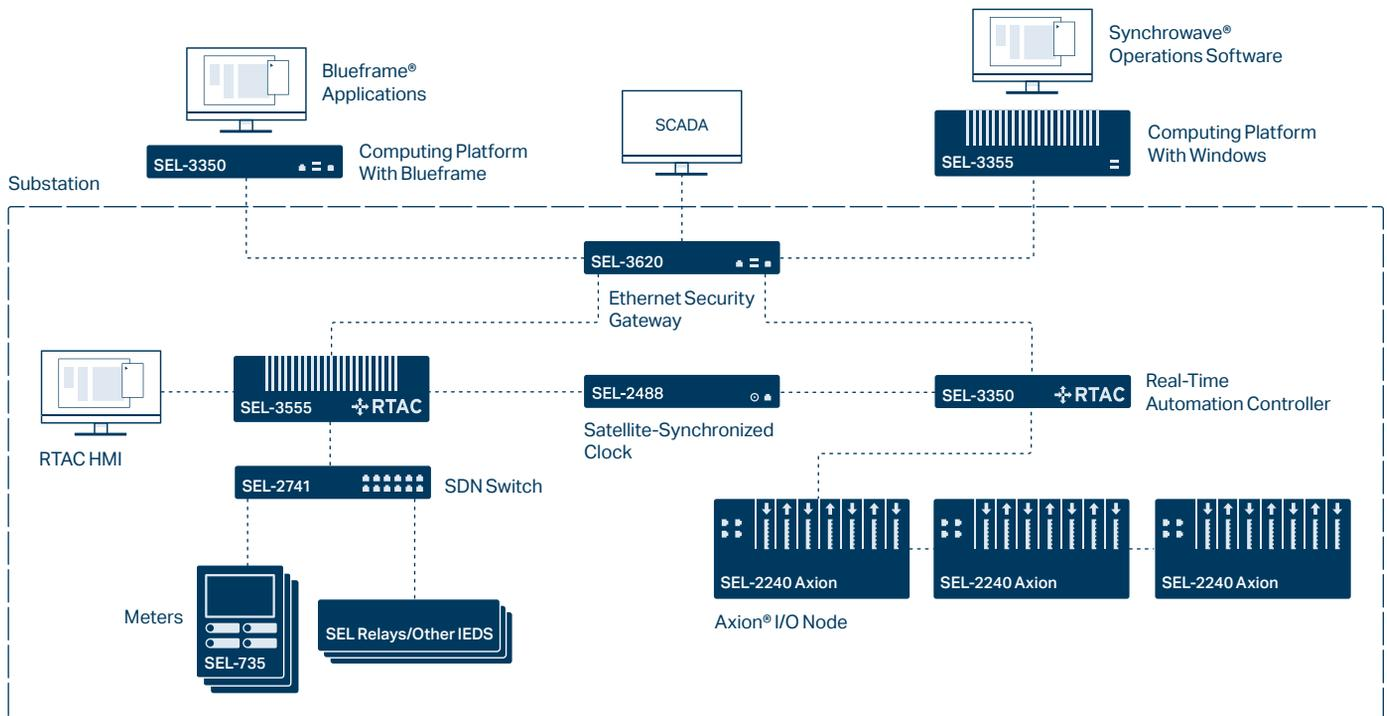 Synchrowave®
Operations Software
Blueframe®
Applications
SCADA
SEL-3350
Computing Platform
With Blueframe
SEL-3355
Computing Platform
With Windows
Substation
SEL-3620
Ethernet Security
Gateway
SEL-3555 RTAC
SEL-2488
SEL-3350 RTAC
Real-Time
Automation Controller
Satellite-Synchronized
Clock
RTAC HMI
SEL-2741
SDN Switch
SEL-2240 Axion
SEL-2240 Axion
SEL-2240 Axion
Meters
SEL-735
SEL Relays/Other IEDS
Axion® I/O Node